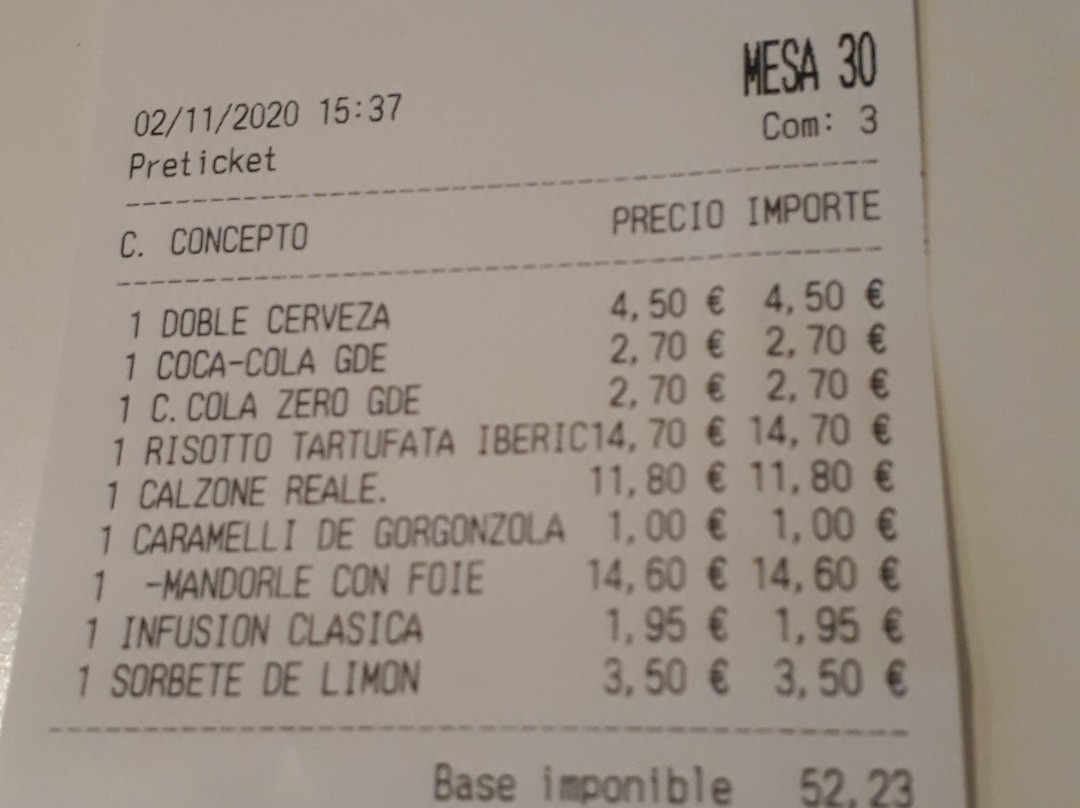 MESA 30
02/11/2020 15:37
Com: 3
Preticket
C. CONCEPTO PRECIO IMPORTE
1 DOBLE CERVEZA 4,50 € 4,50 €
1 COCA-COLA GDE 2,70 € 2,70 €
1 C.COLA ZERO GDE 2,70 € 2,70 €
1 RISOTTO TARTUFATA IBERIC14,70 € 14,70 €
1 CALZONE REALE. 11,80 € 11,80 €
1 CARAMELLI DE GORGONZOLA 1,00 € 1,00 €
1 -MANDORLE CON FOIE 14,60 € 14,60 €
1 INFUSION CLASICA 1,95 € 1,95 €
1 SORBETE DE LIMON 3,50 € 3,50 €
Base imponible 52,23